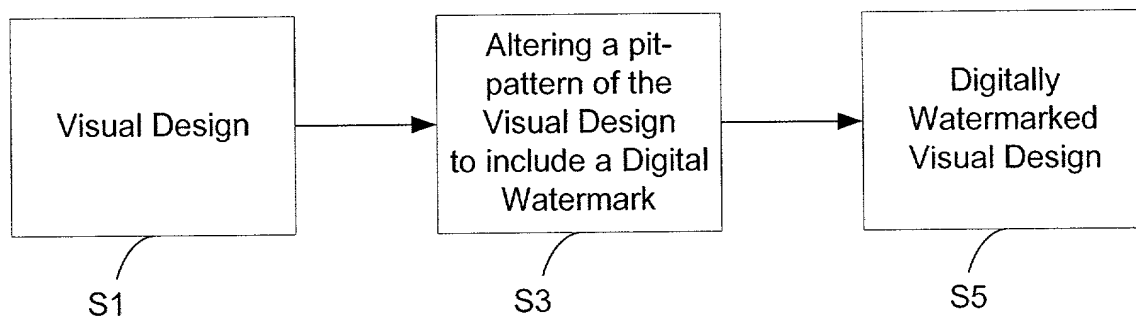 Visual Design
Altering a pit-
pattern of the
Visual Design
to include a Digital
Watermark
Digitally
Watermarked
Visual Design
S1
S3
S5